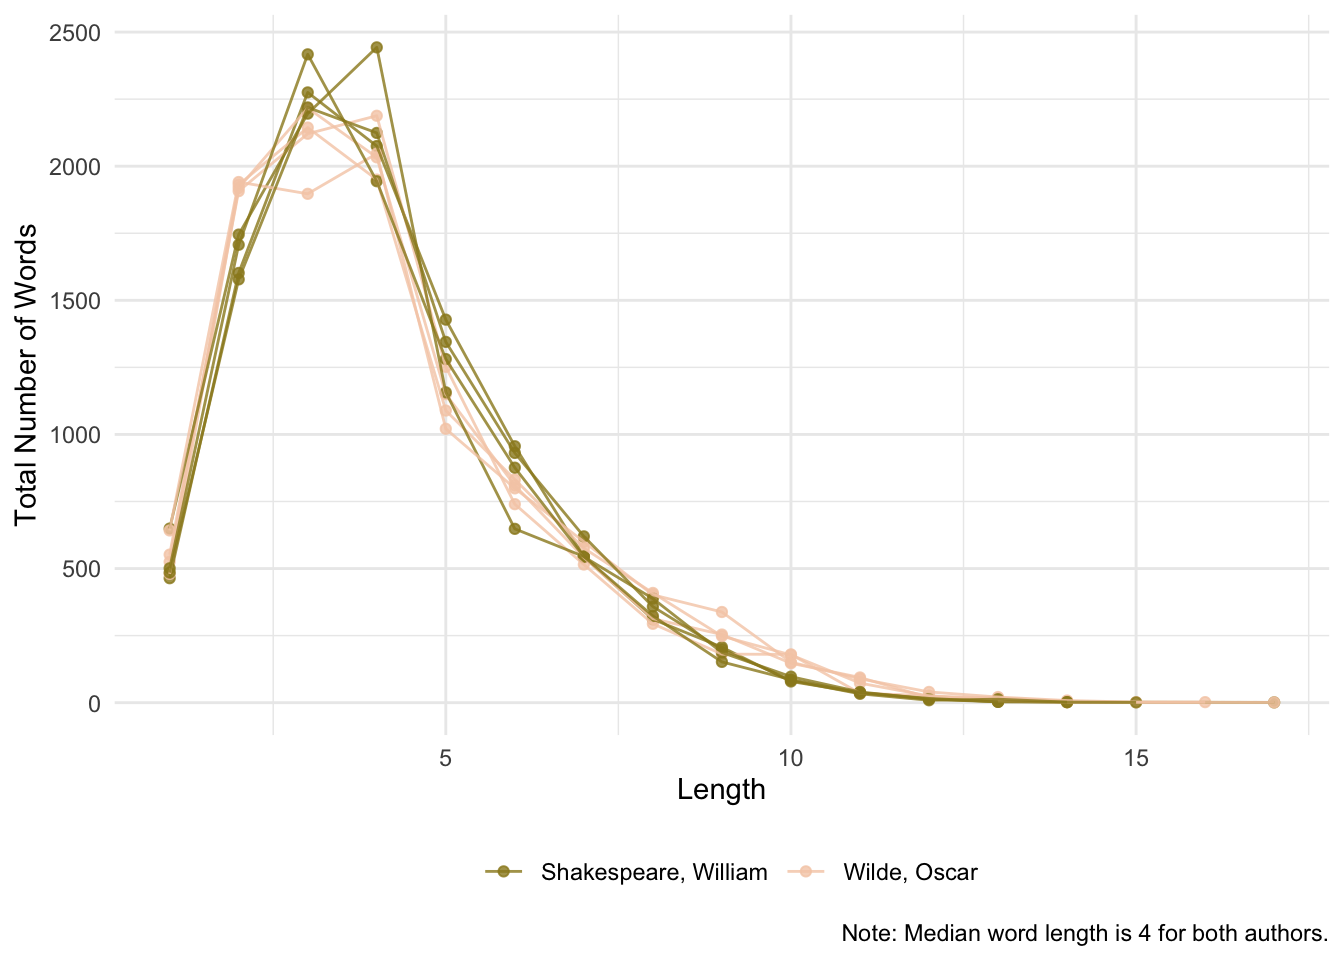 2500
2000
1500
1000
500
0
Total Number of Words
5 10 15
Length
Shakespeare, William Wilde, Oscar
Note: Median word length is 4 for both authors.